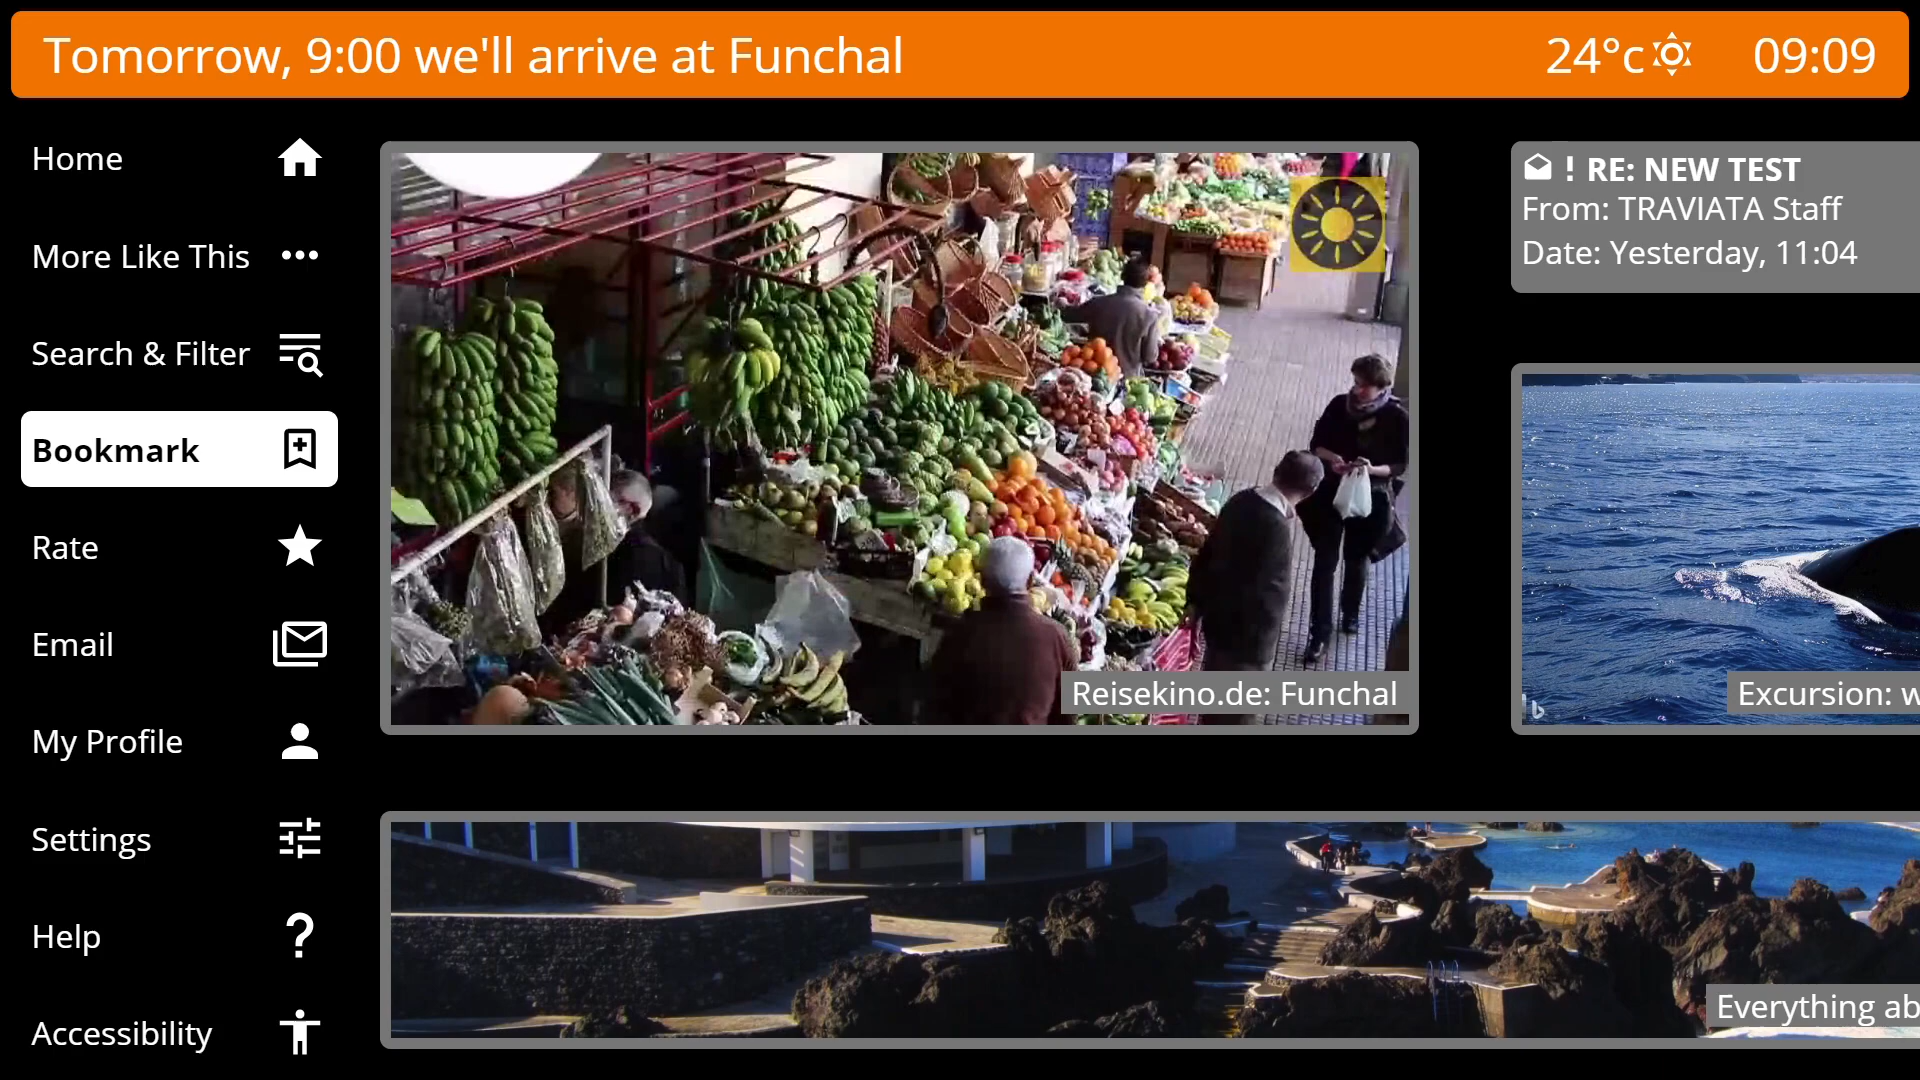 Tomorrow, 9:00 we'll arrive at Funchal
24°c
09:09
Home
More Like This
Search & Filter
Bookmark
Rate
Email
My Profile
Settings
Help
Accessibility
Reisekino.de: Funchal
! RE: NEW TEST
From: TRAVIATA Staff
Date: Yesterday, 11:04
Excursion:
Everything